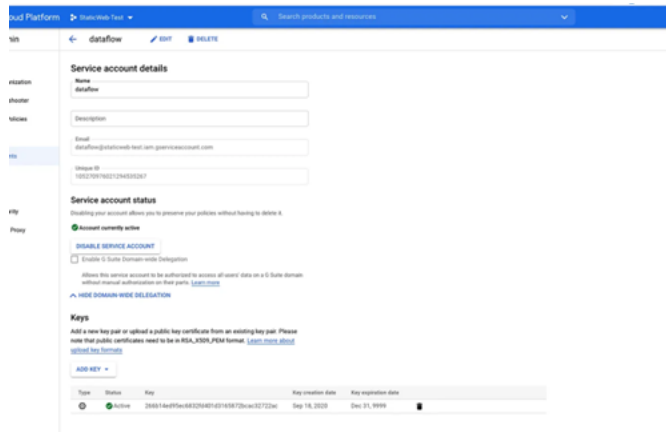 oud Platform StaticWeb-Test Search products and resources
min dataflow EDIT DELETE
Service account details
Name
dataflow
Description
Email
dataflow@staticweb-test.iam.gserviceaccount.com
Unique ID
Service account status
Disabling your account allows you to preserve your policies without having to delete it.
Account currently active
DISABLE SERVICE ACCOUNT
Enable G Suite Domain-wide Delegation
Allows this service account to be authorized to access all users' data on a G Suite domain
without manual authorization on their parts. Learn more
HIDE DOMAIN-WIDE DELEGATION
Keys
Add a new key pair or upload a public key certificate from an existing key pair. Please
note that public certificates need to be in RSA_X509_PEM format. Learn more about
upload key formats
ADD KEY
Type Status Key Key creation date Key expiration date
Active Sep 18, 2020 Dec 31, 9999
anization
shooter
Policies
nts
rity
Proxy